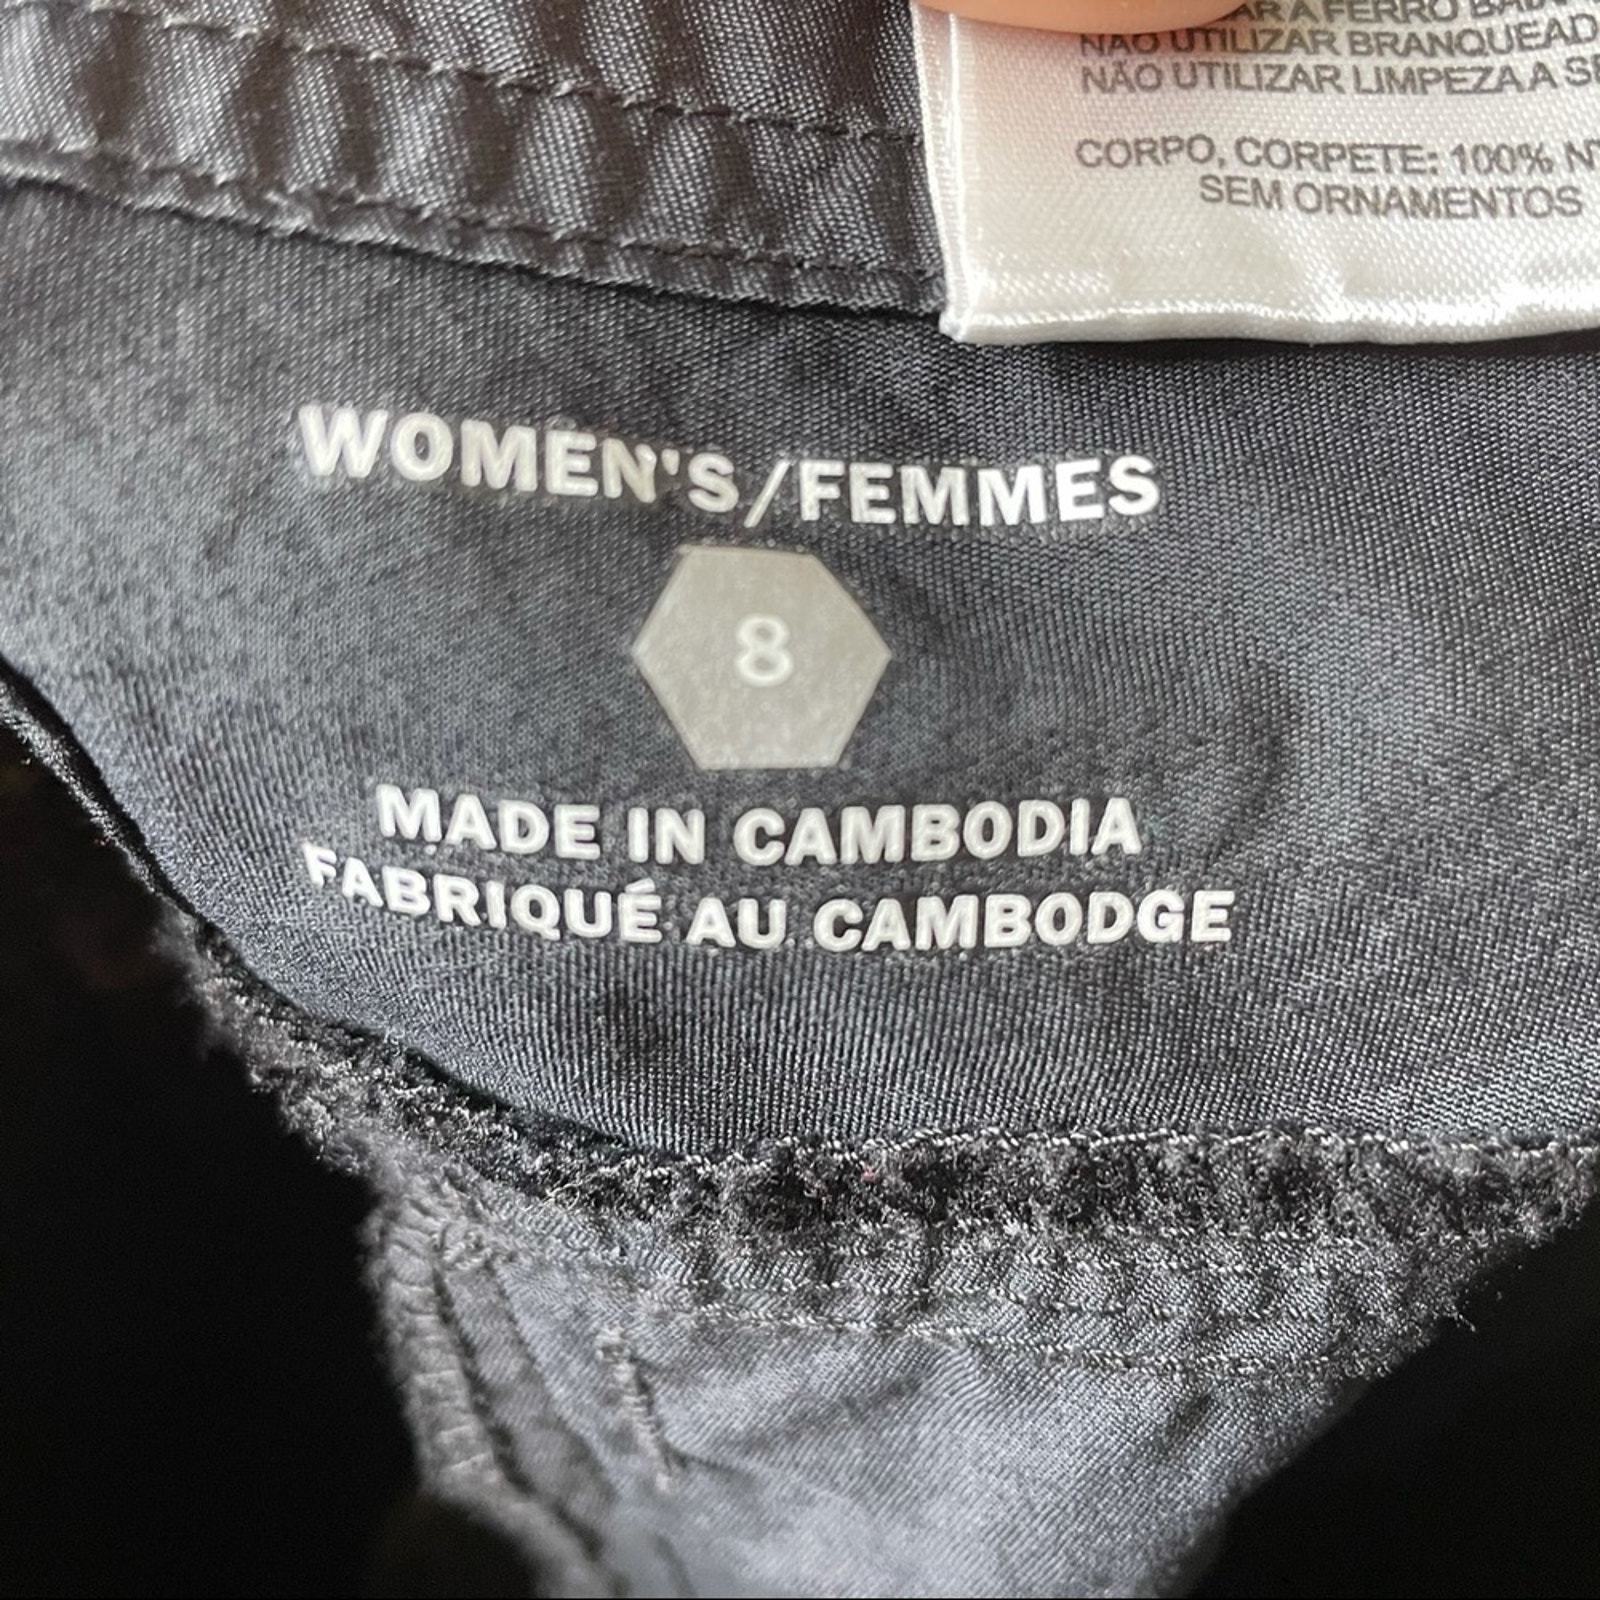 A FERRO
NÃO UTILIZAR
NÃO UTILIZAR LIMPEZA A
CORPO, CORPETE: 100%
SEM ORNAMENTOS
WOMEN'S/FEMMES
8
MADE IN CAMBODIA
FABRIQUÉ AU CAMBODGE